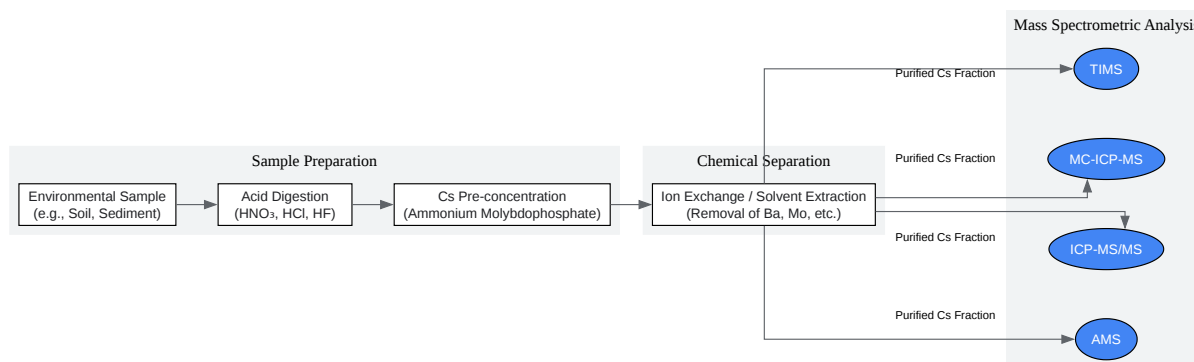 Mass Spectrometric Analysis
TIMS
Purified Cs Fraction
Sample Preparation
Chemical Separation
Purified Cs Fraction
MC-ICP-MS
Environmental Sample
(e.g., Soil, Sediment)
Acid Digestion
(HNO₃, HCl, HF)
Cs Pre-concentration
(Ammonium Molybdophosphate)
Ion Exchange / Solvent Extraction
(Removal of Ba, Mo, etc.)
Purified Cs Fraction
ICP-MS/MS
Purified Cs Fraction
AMS